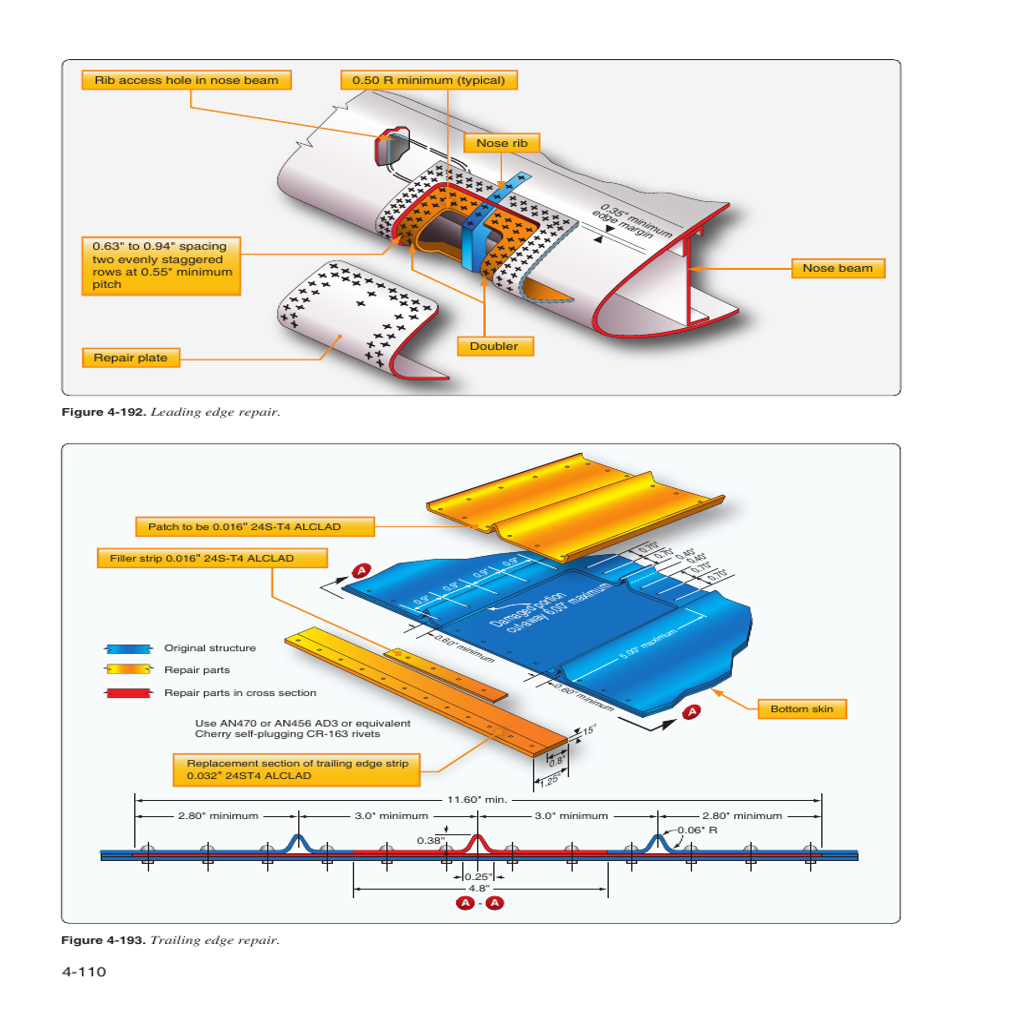 Rib access hole in nose beam
0.50 R minimum (typical)
Nose rib
0.35" minimum
edge margin
0.63" to 0.94" spacing
two evenly staggered
rows at 0.55" minimum
pitch
Nose beam
Doubler
Repair plate
Figure 4-192. Leading edge repair.
Patch to be 0.016" 24S-T4 ALCLAD
Filler strip 0.016" 24S-T4 ALCLAD
A
0.9"
0.9"
0.9"
0.9"
0.70"
0.70"
0.40"
0.40"
0.70"
0.70"
Damaged portion
cutaway 6.00" maximum
0.60" minimum
5.00" maximum
0.60" minimum
Original structure
Repair parts
Repair parts in cross section
Bottom skin
A
Use AN470 or AN456 AD3 or equivalent
Cherry self-plugging CR-163 rivets
15"
0.8"
1.25"
Replacement section of trailing edge strip
0.032" 24ST4 ALCLAD
11.60" min.
2.80" minimum
3.0" minimum
3.0" minimum
2.80" minimum
0.38"
0.06" R
0.25"
4.8"
A - A
Figure 4-193. Trailing edge repair.
4-110